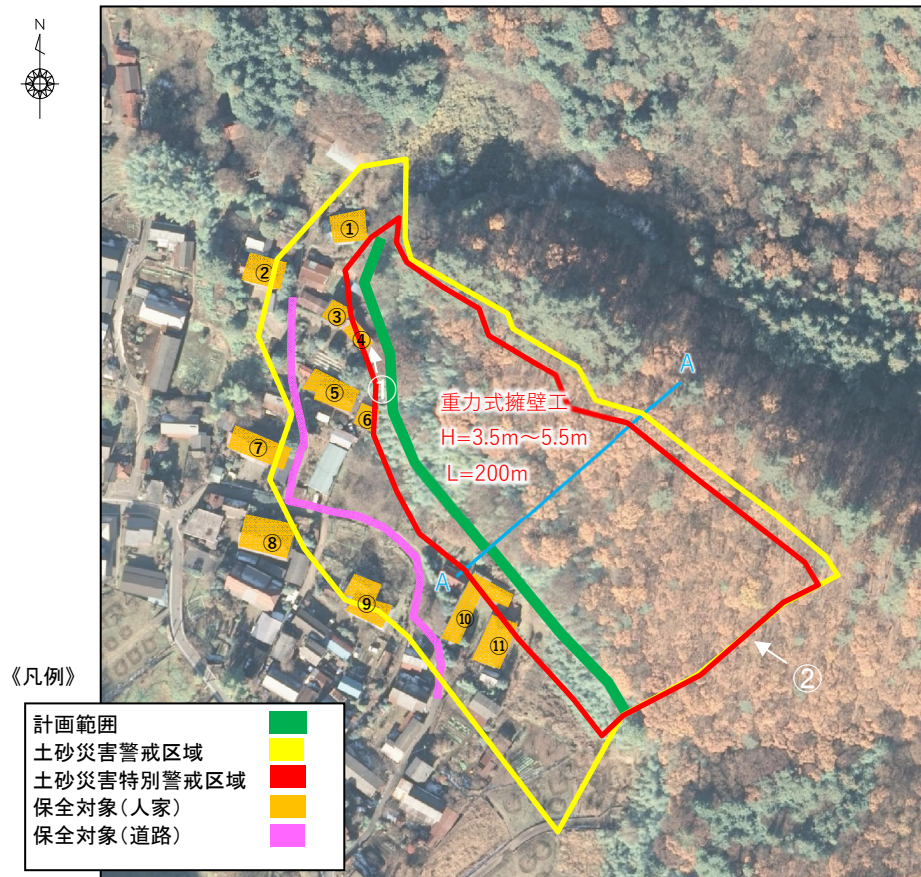 N
①
②
③
④
①
⑤
⑥
A
重力式擁壁工
H=3.5m～5.5m
L=200m
⑦
⑧
A
⑨
⑩
⑪
②
《凡例》
計画範囲
土砂災害警戒区域
土砂災害特別警戒区域
保全対象(人家)
保全対象(道路)